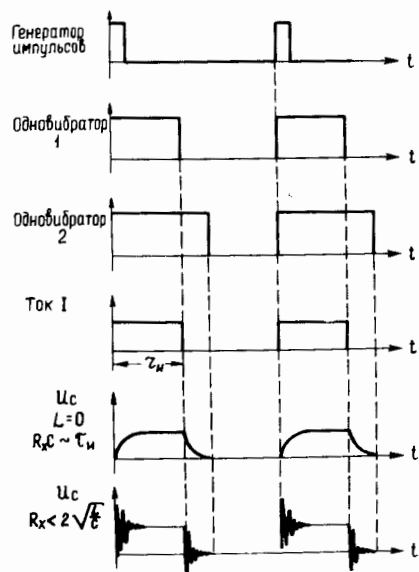 Генератор
импульсов
t
Одновибратор
1
t
Одновибратор
2
t
Ток I
τи
t
Uc
L=0
RxC~τи
t
Uc
Rx<2√L/C
t